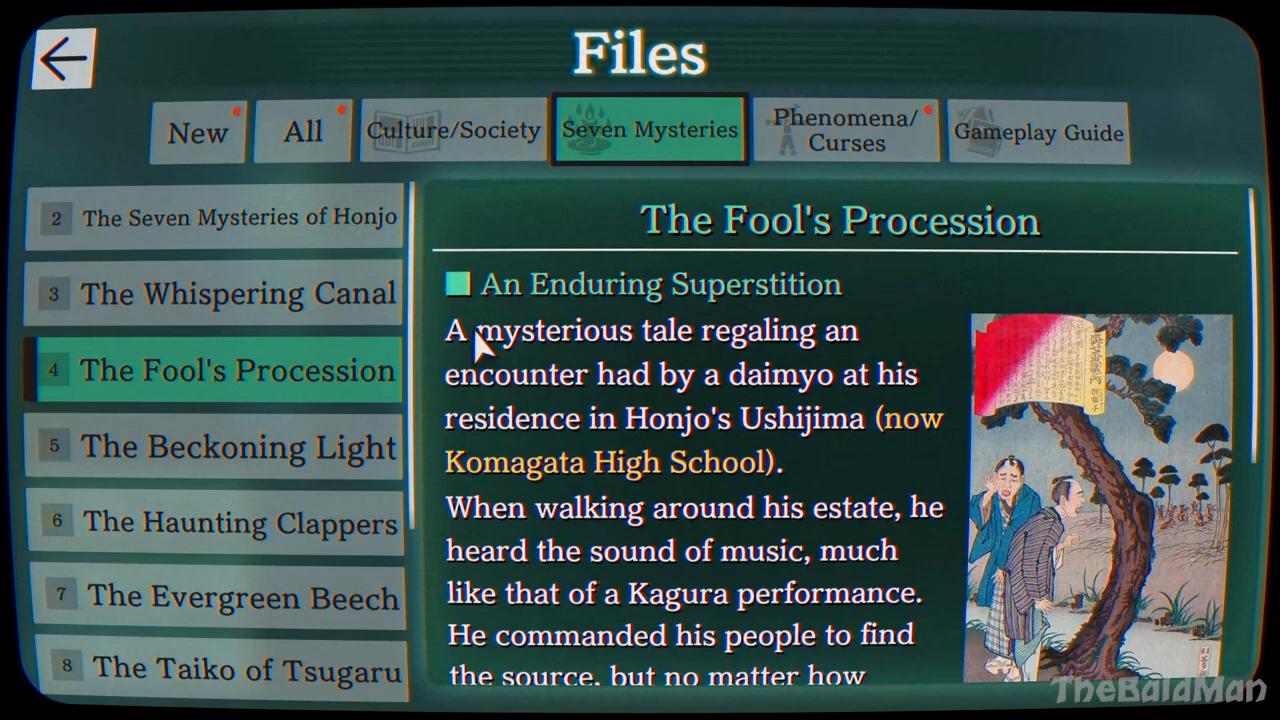 Files
New
All
Culture/Society
Seven Mysteries
Phenomena/
Curses
Gameplay Guide
2 The Seven Mysteries of Honjo
3 The Whispering Canal
4 The Fool's Procession
5 The Beckoning Light
6 The Haunting Clappers
7 The Evergreen Beech
8 The Taiko of Tsugaru
The Fool's Procession
An Enduring Superstition
A mysterious tale regaling an
encounter had by a daimyo at his
residence in Honjo's Ushijima (now
Komagata High School).
When walking around his estate, he
heard the sound of music, much
like that of a Kagura performance.
He commanded his people to find
the source, but no matter how
TheBaldMan